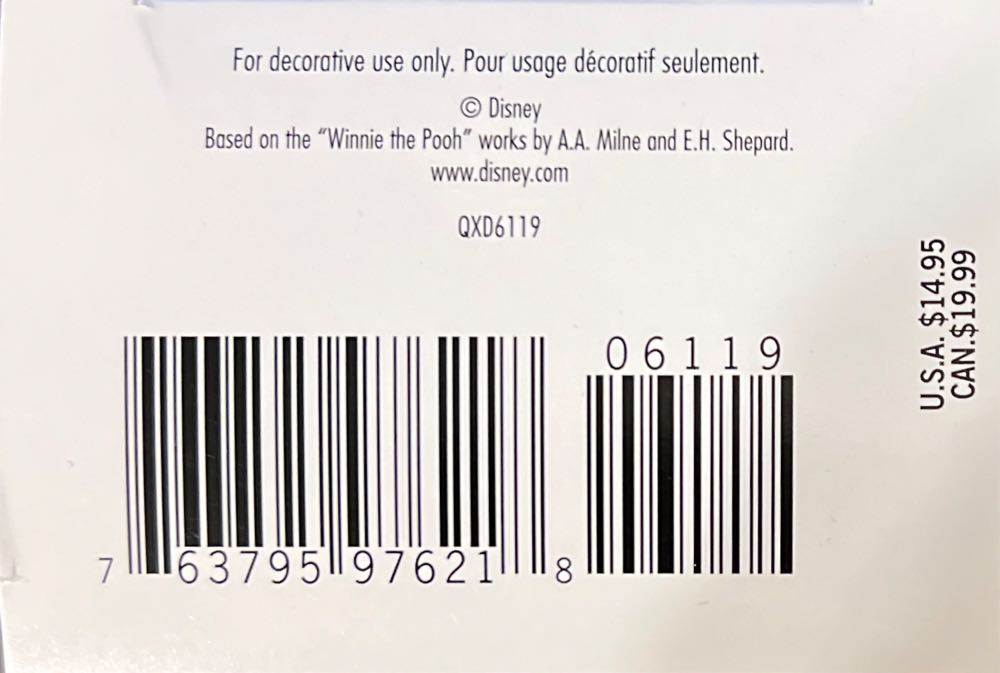 For decorative use only. Pour usage décoratif seulement.
© Disney
Based on the “Winnie the Pooh” works by A.A. Milne and E.H. Shepard.
www.disney.com
QXD6119
U.S.A. $14.95
CAN.$19.99
06119
7 63795 97621 8